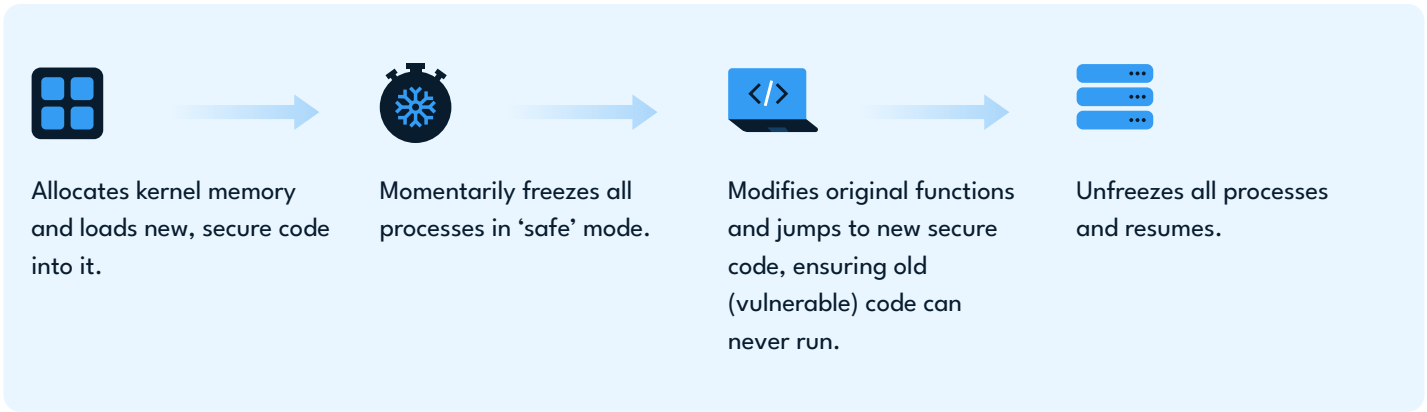 Allocates kernel memory
and loads new, secure code
into it.
Momentarily freezes all
processes in ‘safe’ mode.
Modifies original functions
and jumps to new secure
code, ensuring old
(vulnerable) code can
never run.
Unfreezes all processes
and resumes.